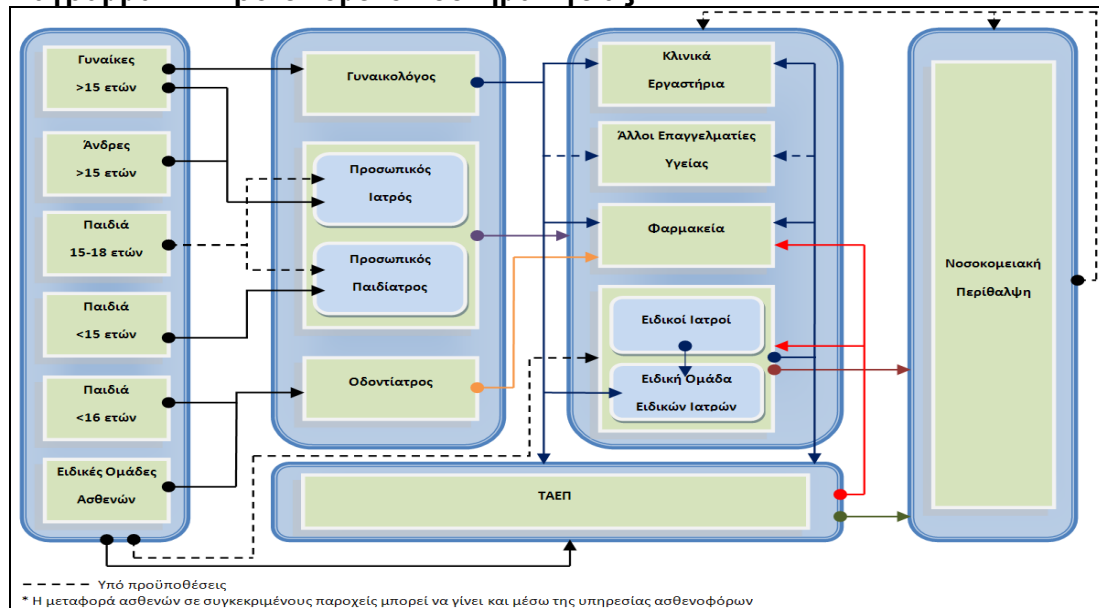 Γυναίκες
>15 ετών
Άνδρες
>15 ετών
Παιδιά
15-18 ετών
Παιδιά
<15 ετών
Παιδιά
<16 ετών
Ειδικές Ομάδες
Ασθενών
Γυναικολόγος
Προσωπικός
Ιατρός
Προσωπικός
Παιδίατρος
Οδοντίατρος
Κλινικά
Εργαστήρια
Άλλοι Επαγγελματίες
Υγείας
Φαρμακεία
Ειδικοί Ιατροί
Ειδική Ομάδα
Ειδικών Ιατρών
ΤΑΕΠ
Νοσοκομειακή
Περίθαλψη
Υπό προϋποθέσεις
* Η μεταφορά ασθενών σε συγκεκριμένους παροχείς μπορεί να γίνει και μέσω της υπηρεσίας ασθενοφόρων